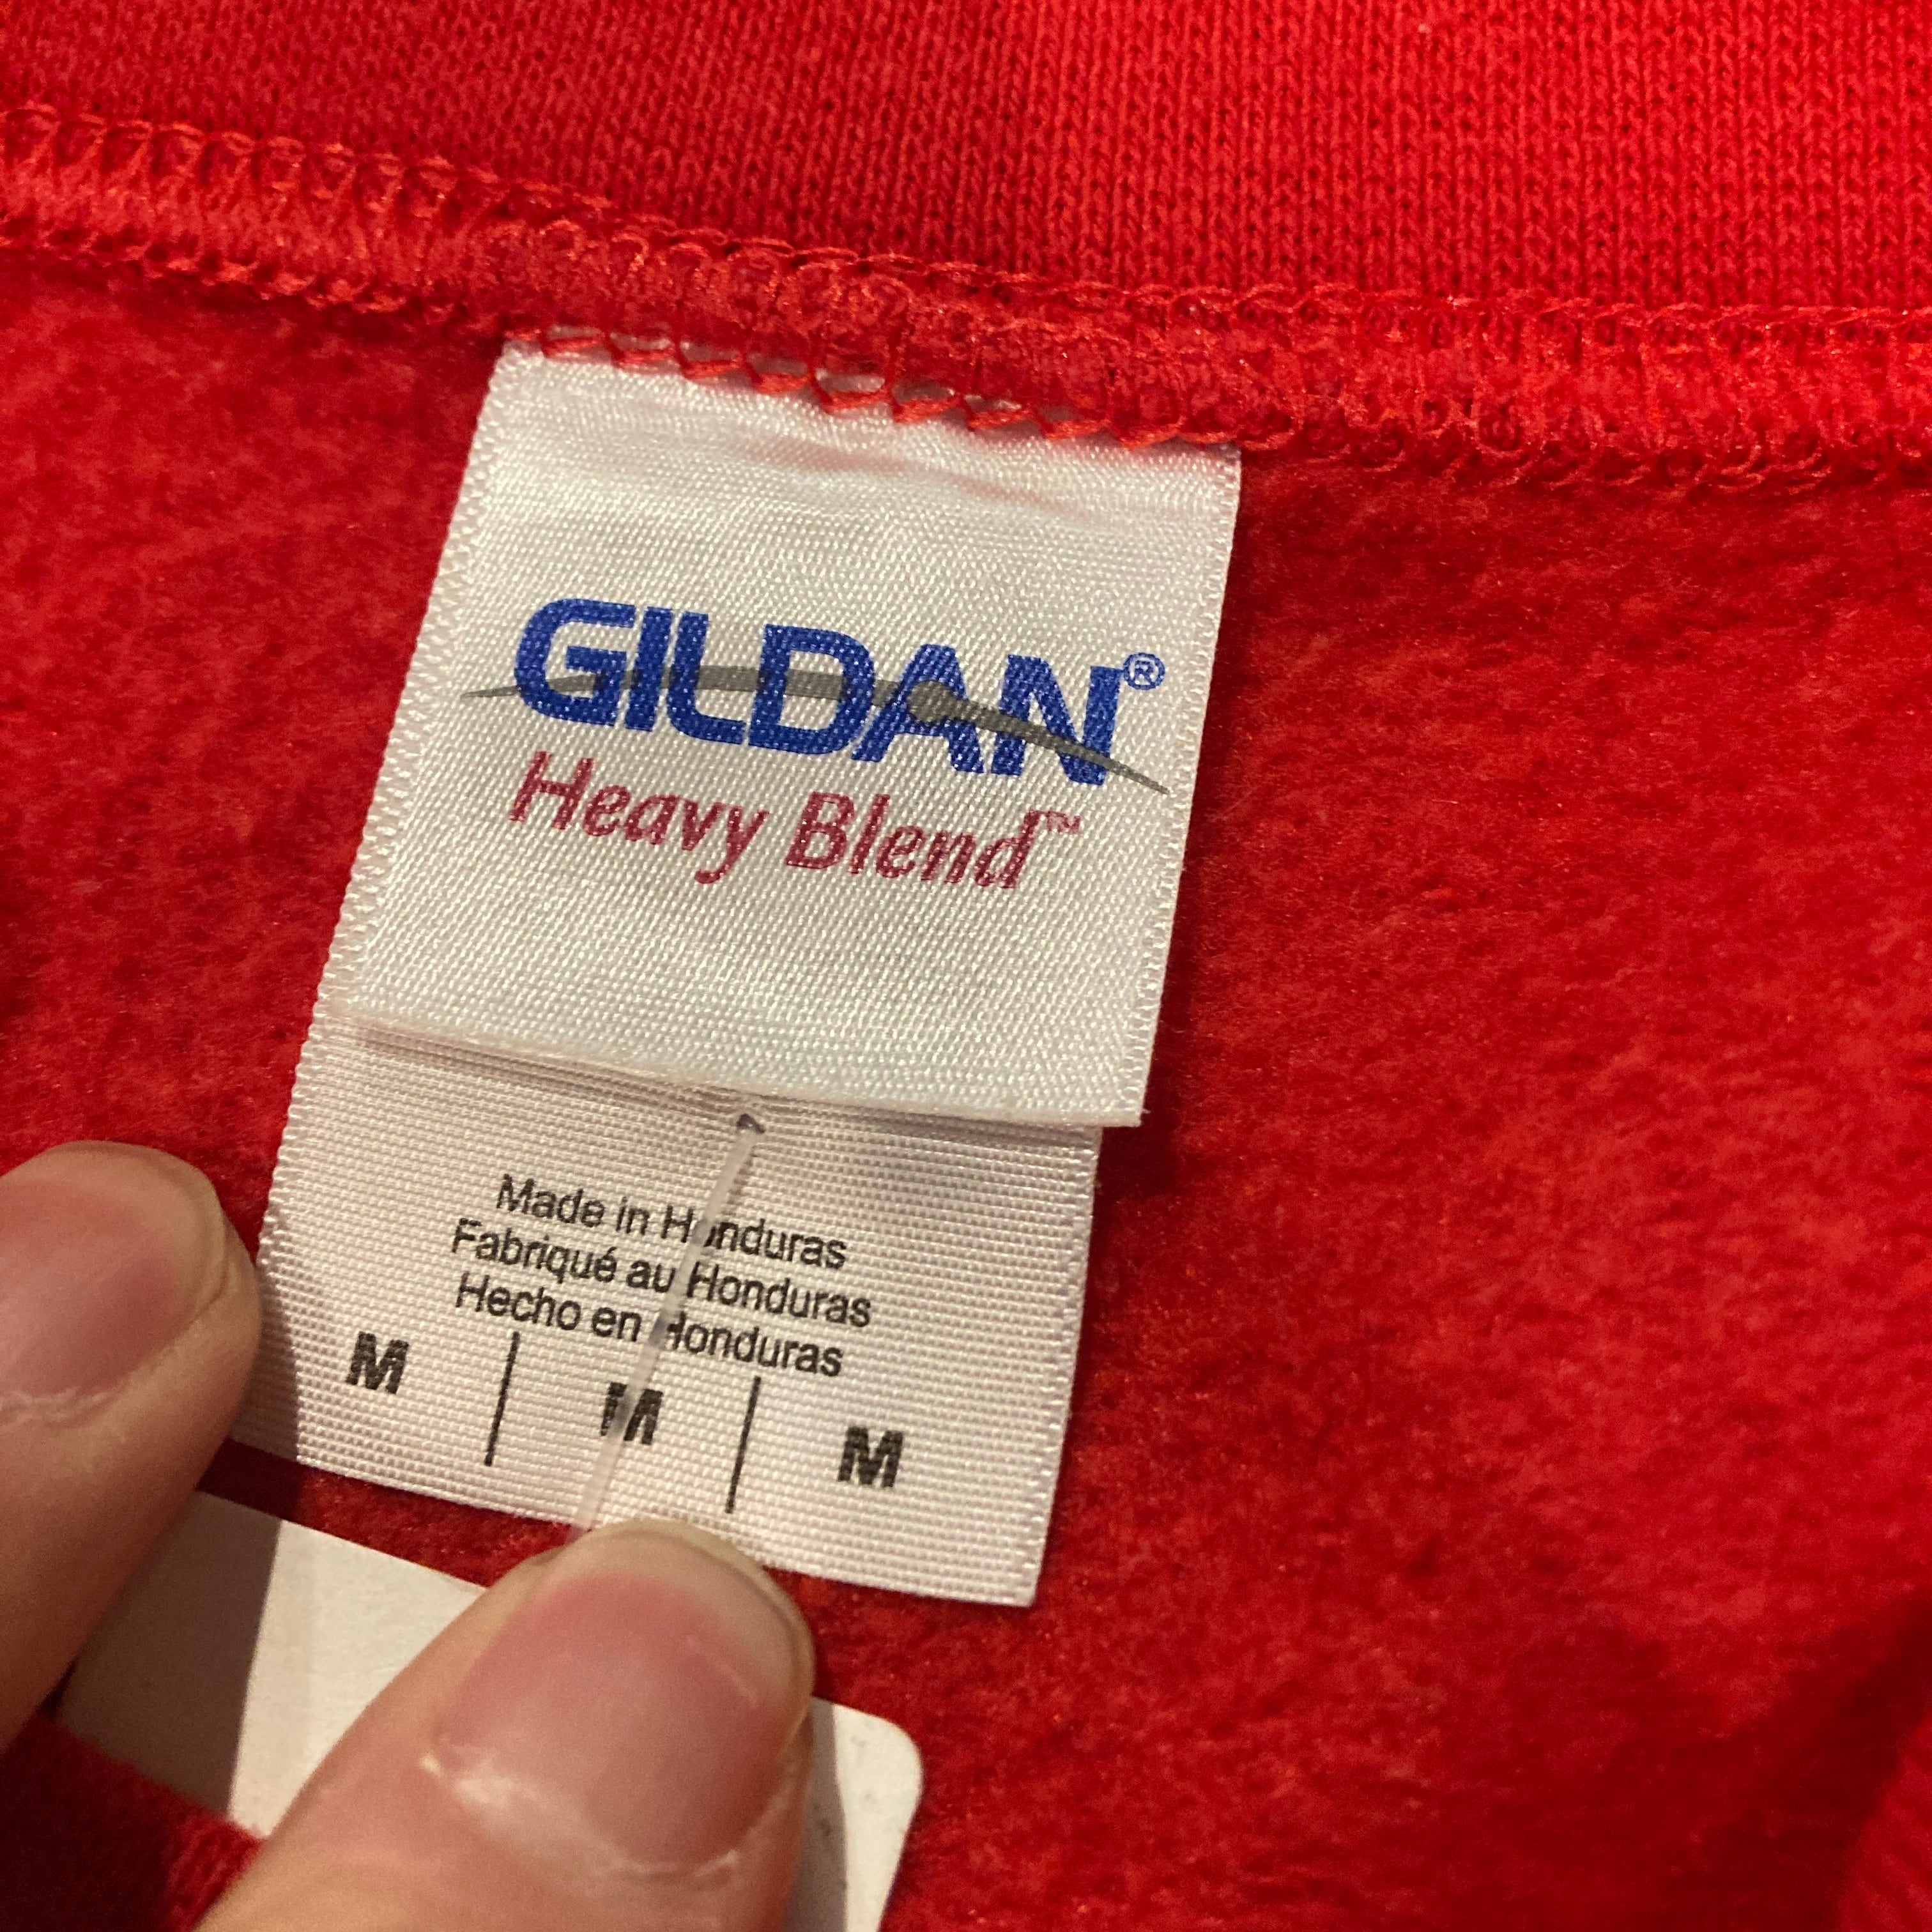 GILDAN®
Heavy Blend™
Made in Honduras
Fabriqué au Honduras
Hecho en Honduras
M | M | M